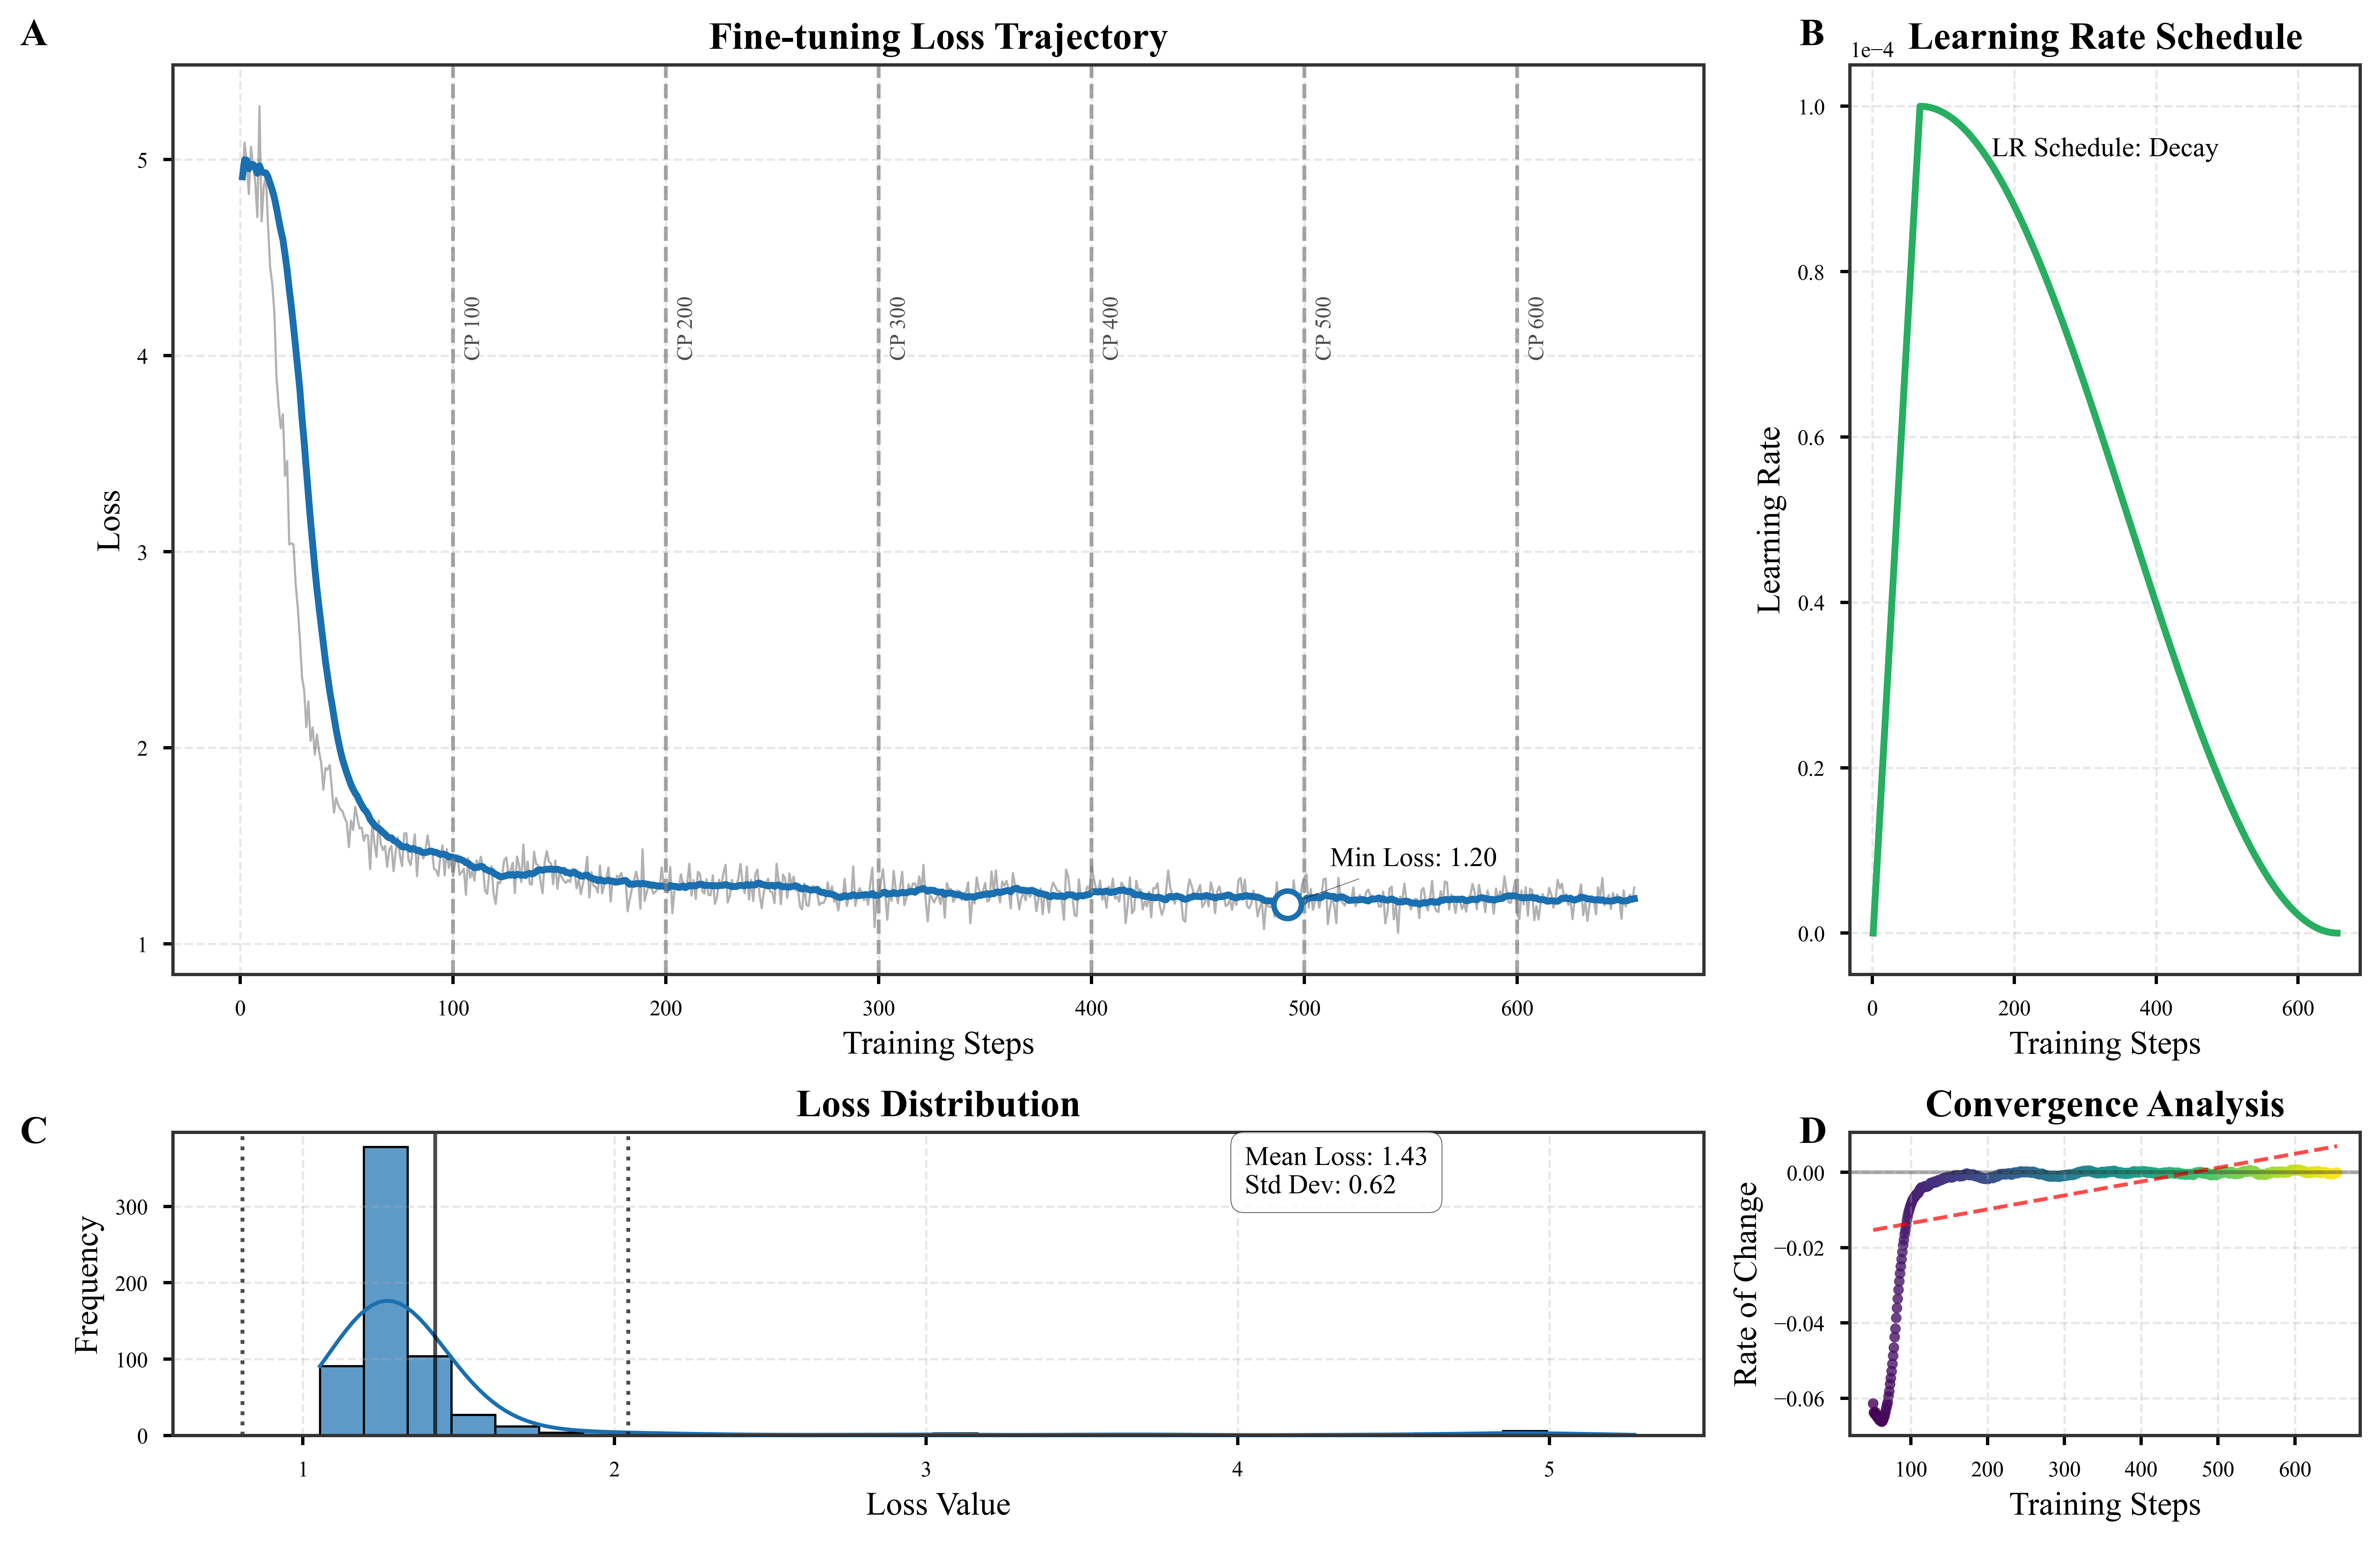 A
Fine-tuning Loss Trajectory
5
4
3
2
1
Loss
CP 100
CP 200
CP 300
CP 400
CP 500
CP 600
Min Loss: 1.20
0
100
200
300
400
500
600
Training Steps
B
Learning Rate Schedule
1e−4
LR Schedule: Decay
1.0
0.8
0.6
0.4
0.2
0.0
Learning Rate
0
200
400
600
Training Steps
C
Loss Distribution
Mean Loss: 1.43
Std Dev: 0.62
300
200
100
0
Frequency
1
2
3
4
5
Loss Value
D
Convergence Analysis
0.00
−0.02
−0.04
−0.06
Rate of Change
100
200
300
400
500
600
Training Steps